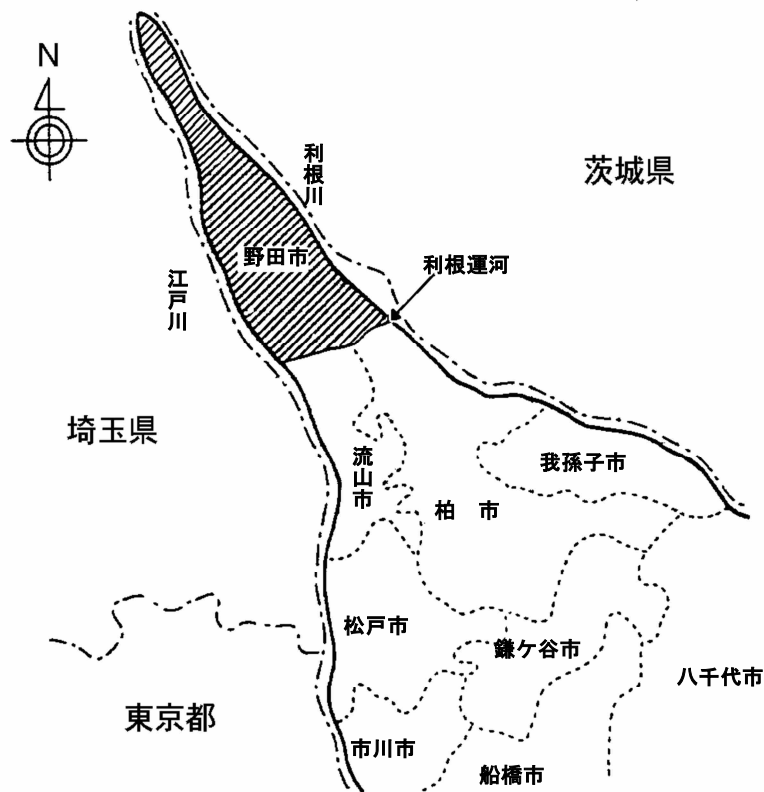 N
利根川
茨城県
野田市
利根運河
江戸川
埼玉県
我孫子市
流山市
柏 市
松戸市
鎌ケ谷市
八千代市
東京都
市川市
船橋市